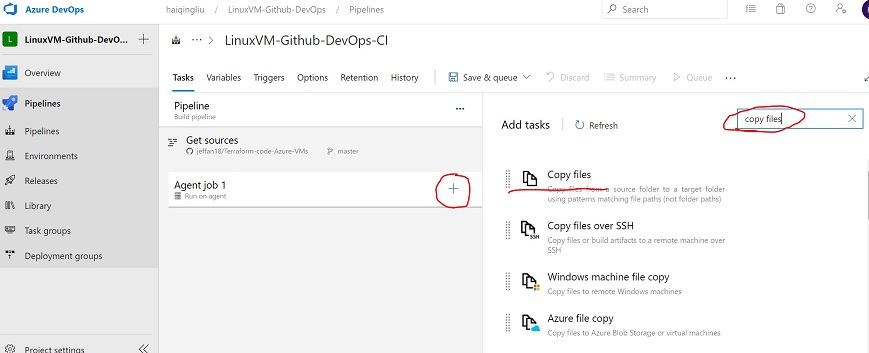 Azure DevOps
haiqingliu / LinuxVM-Github-DevOps / Pipelines
Search
L LinuxVM-Github-DevO... +
... > LinuxVM-Github-DevOps-CI
Overview
Tasks Variables Triggers Options Retention History Save & queue Discard Summary Queue ...
Pipelines
Pipeline ...
Build pipeline
Add tasks Refresh
copy files
Pipelines
Get sources
jeffan18/Terraform-code-Azure-VMs master
Environments
Releases
Agent job 1
Run on agent
Library
Task groups
Deployment groups
Copy files
Copy files from a source folder to a target folder
using patterns matching file paths (not folder paths)
Copy files over SSH
SSH
Copy files or build artifacts to a remote machine over
SSH
Windows machine file copy
Copy files to remote Windows machines
Azure file copy
Copy files to Azure Blob Storage or virtual machines
Project settings